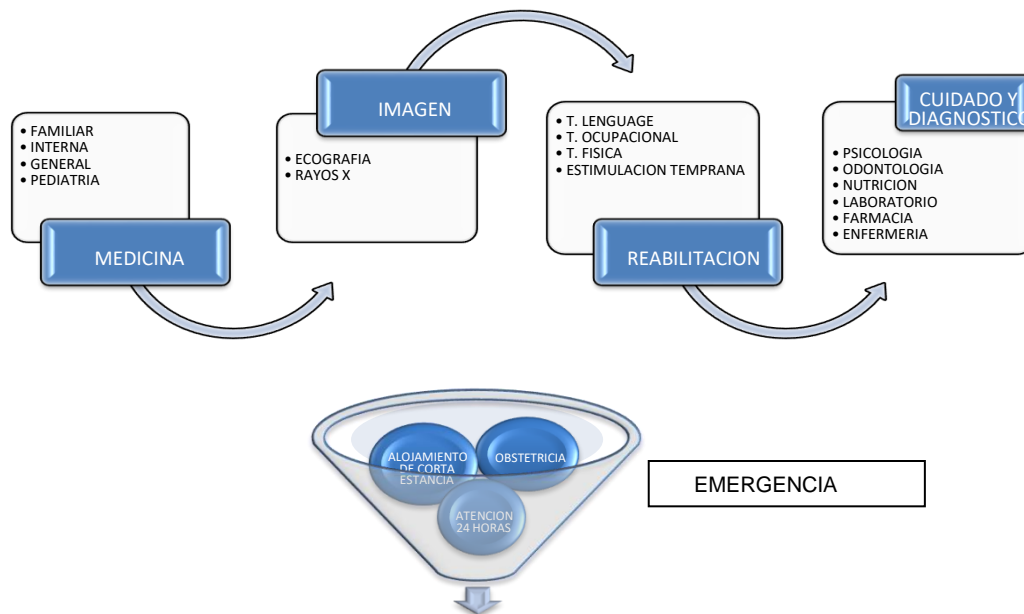 • FAMILIAR
• INTERNA
• GENERAL
• PEDIATRIA
MEDICINA
IMAGEN
• ECOGRAFIA
• RAYOS X
• T. LENGUAGE
• T. OCUPACIONAL
• T. FISICA
• ESTIMULACION TEMPRANA
REABILITACION
CUIDADO Y
DIAGNOSTICO
• PSICOLOGIA
• ODONTOLOGIA
• NUTRICION
• LABORATORIO
• FARMACIA
• ENFERMERIA
ALOJAMIENTO
DE CORTA
ESTANCIA
OBSTETRICIA
ATENCION
24 HORAS
EMERGENCIA